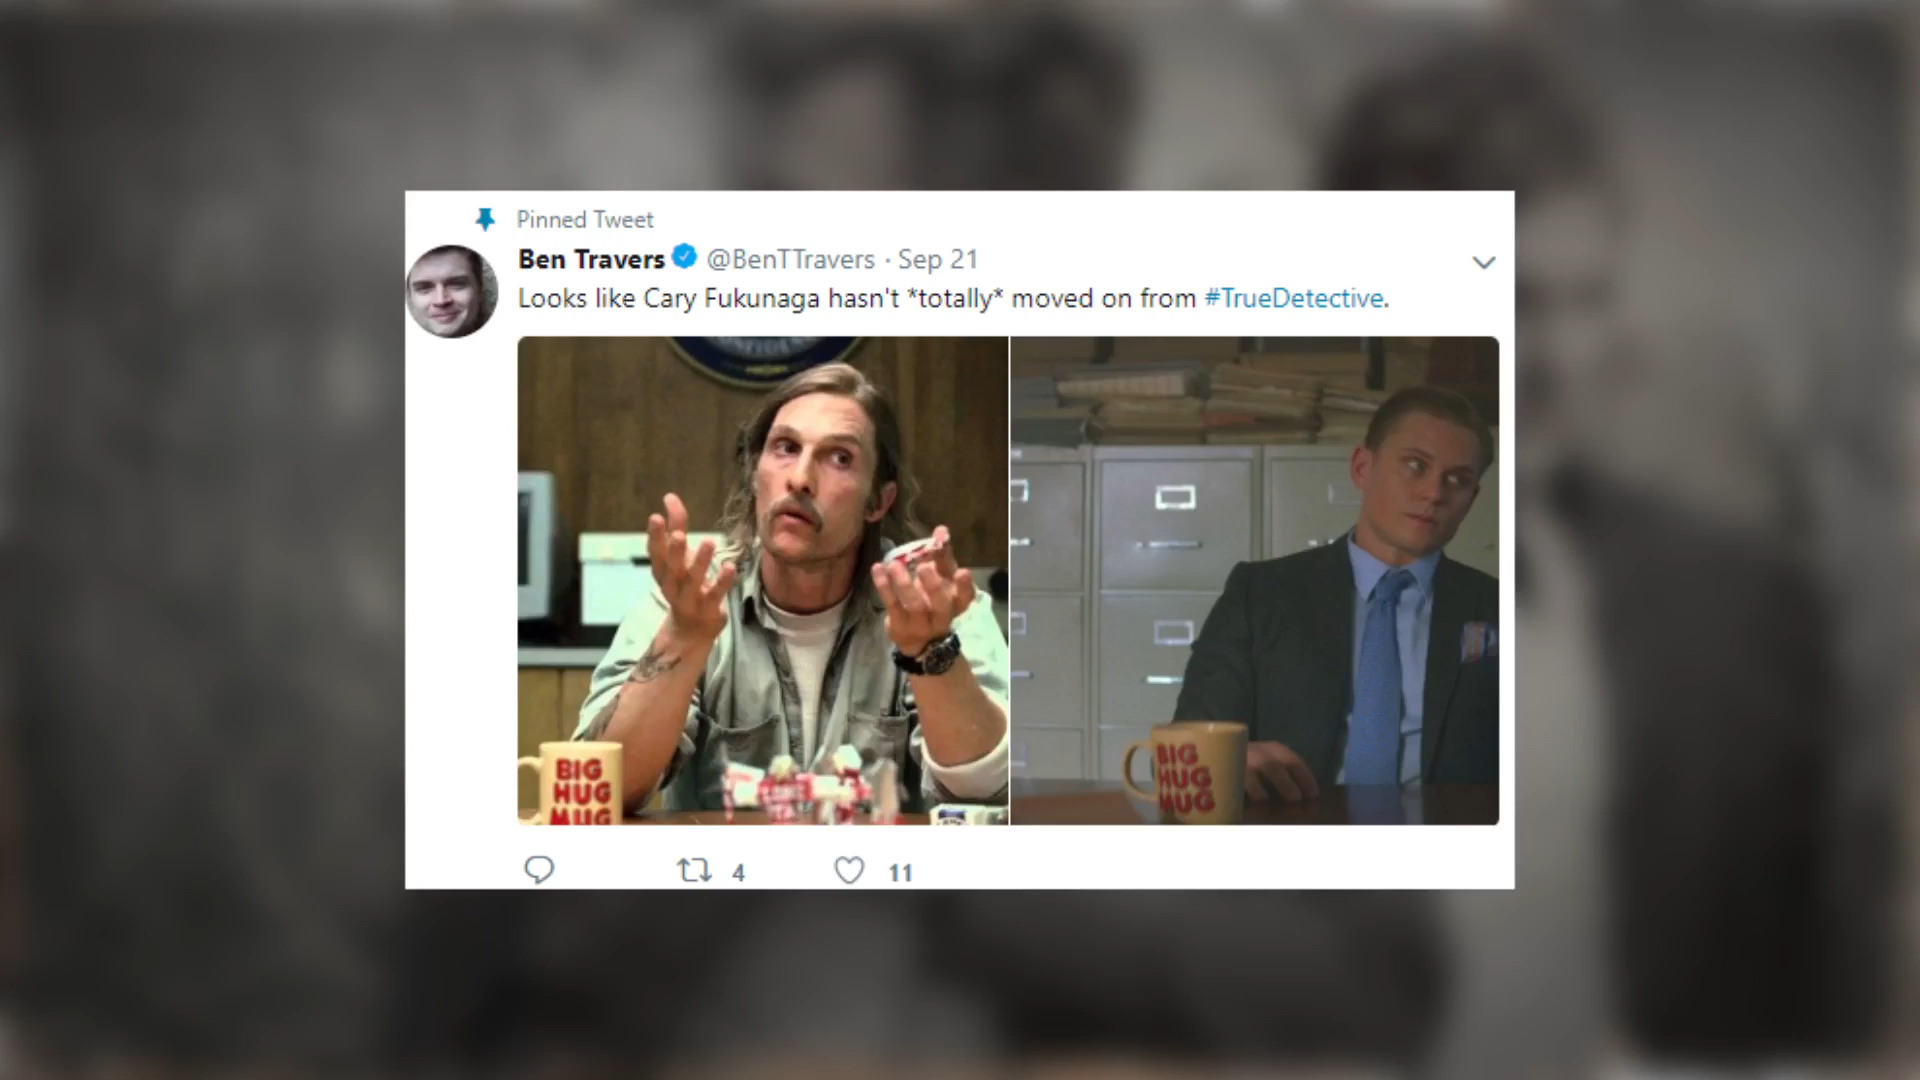 Pinned Tweet
Ben Travers @BenTTravers · Sep 21
Looks like Cary Fukunaga hasn't *totally* moved on from #TrueDetective.
BIG
HUG
MUG
BIG
HUG
MUG
4 11